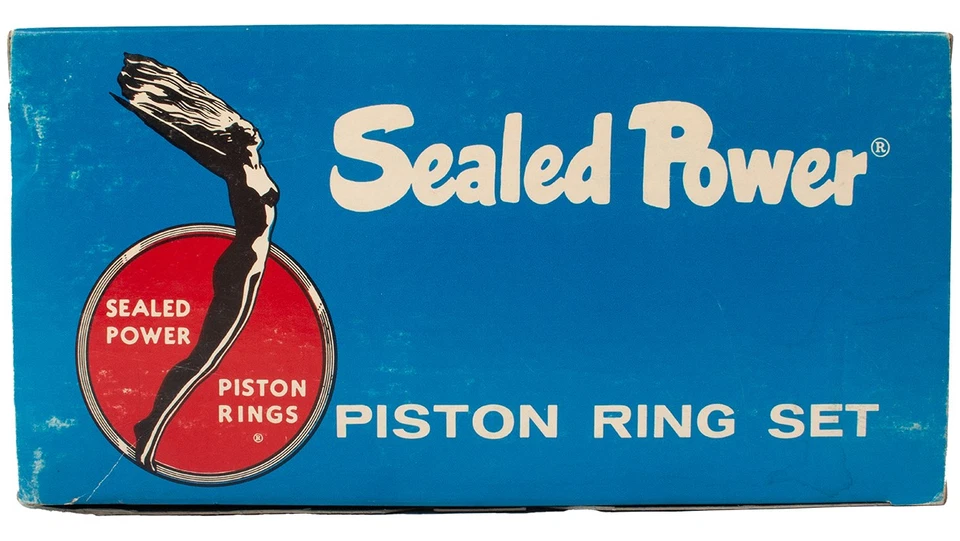 Sealed Power®
SEALED
POWER
PISTON
RINGS
®
PISTON RING SET